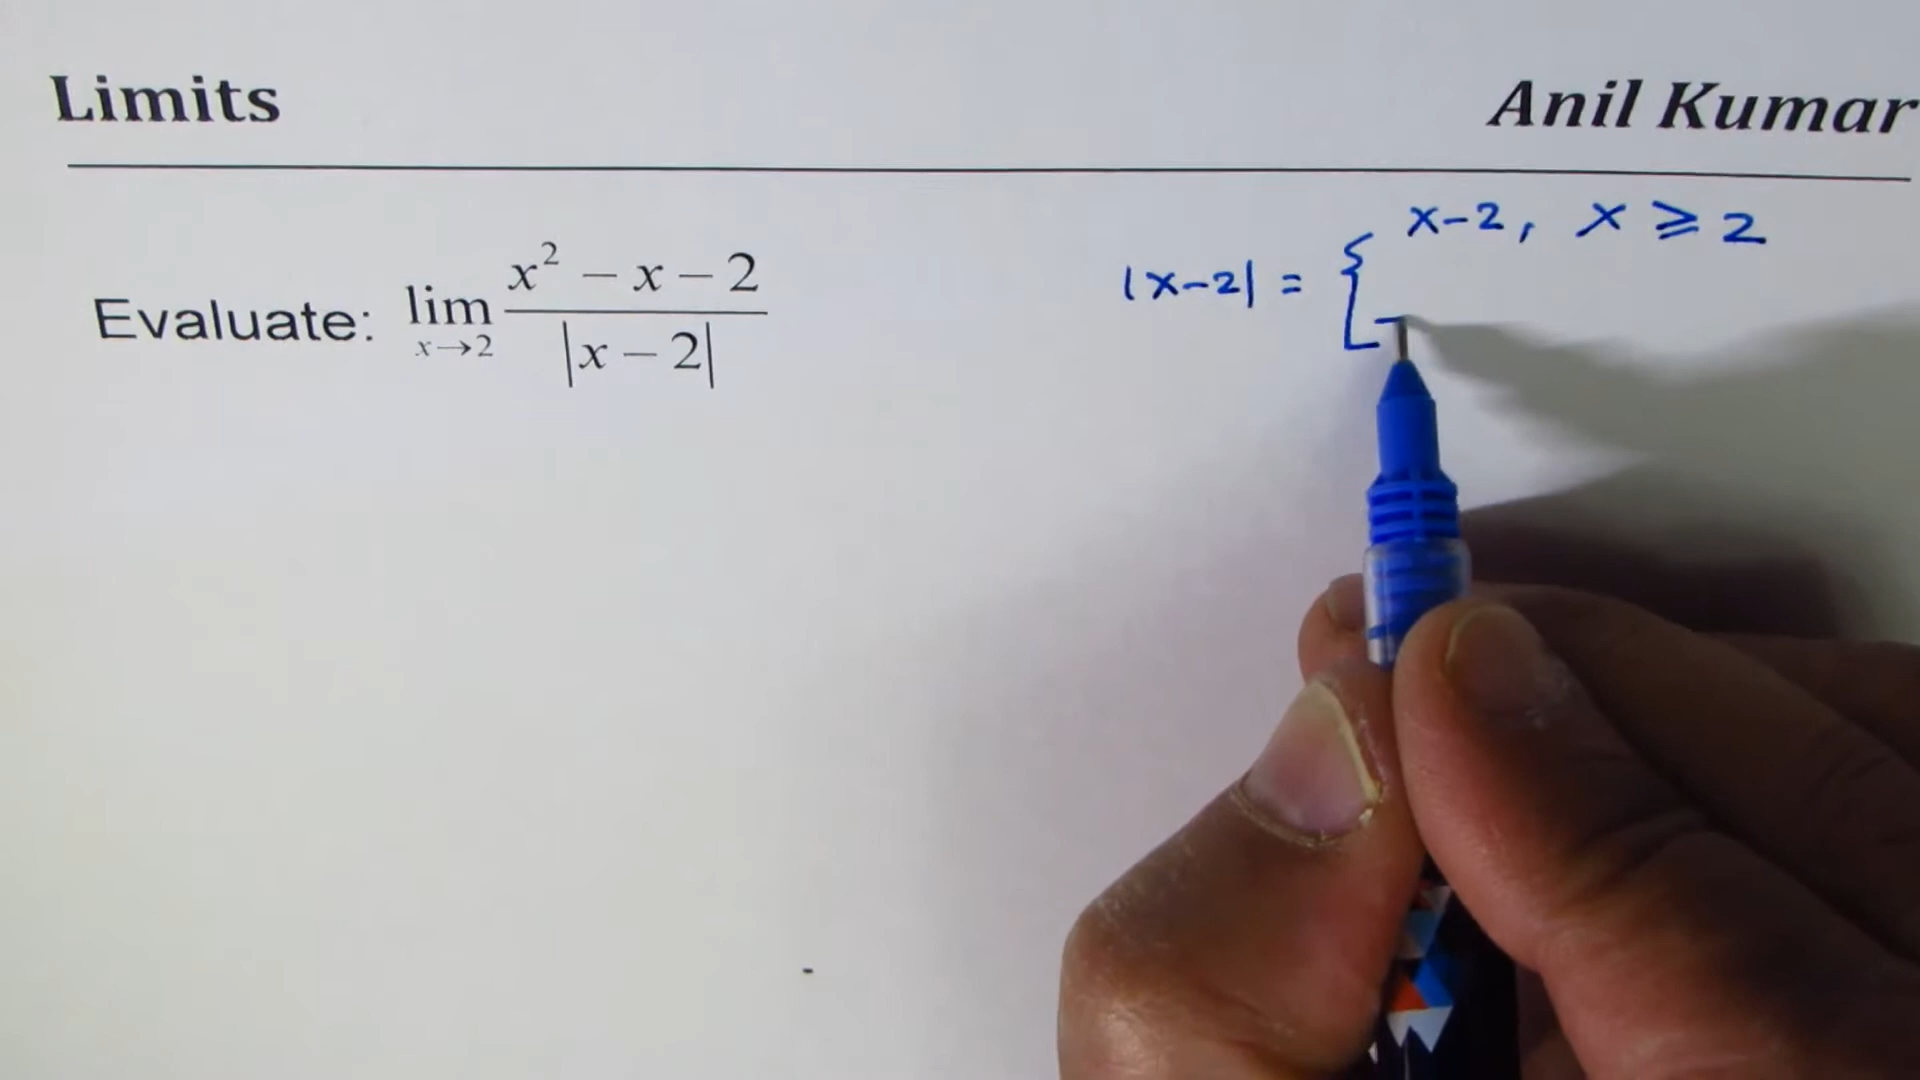 Limits
Anil Kumar
Evaluate: lim x→2 x² − x − 2 / |x − 2|
|x-2| = { x-2, x ≥ 2
-